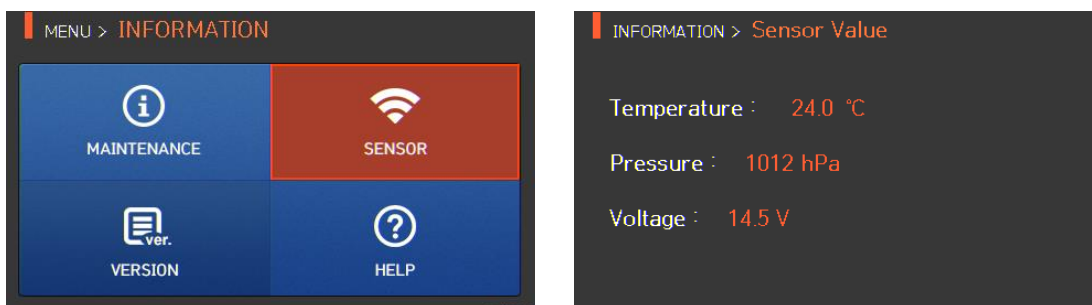 MENU > INFORMATION
MAINTENANCE
SENSOR
ver.
VERSION
HELP
INFORMATION > Sensor Value
Temperature : 24.0 ℃
Pressure : 1012 hPa
Voltage : 14.5 V